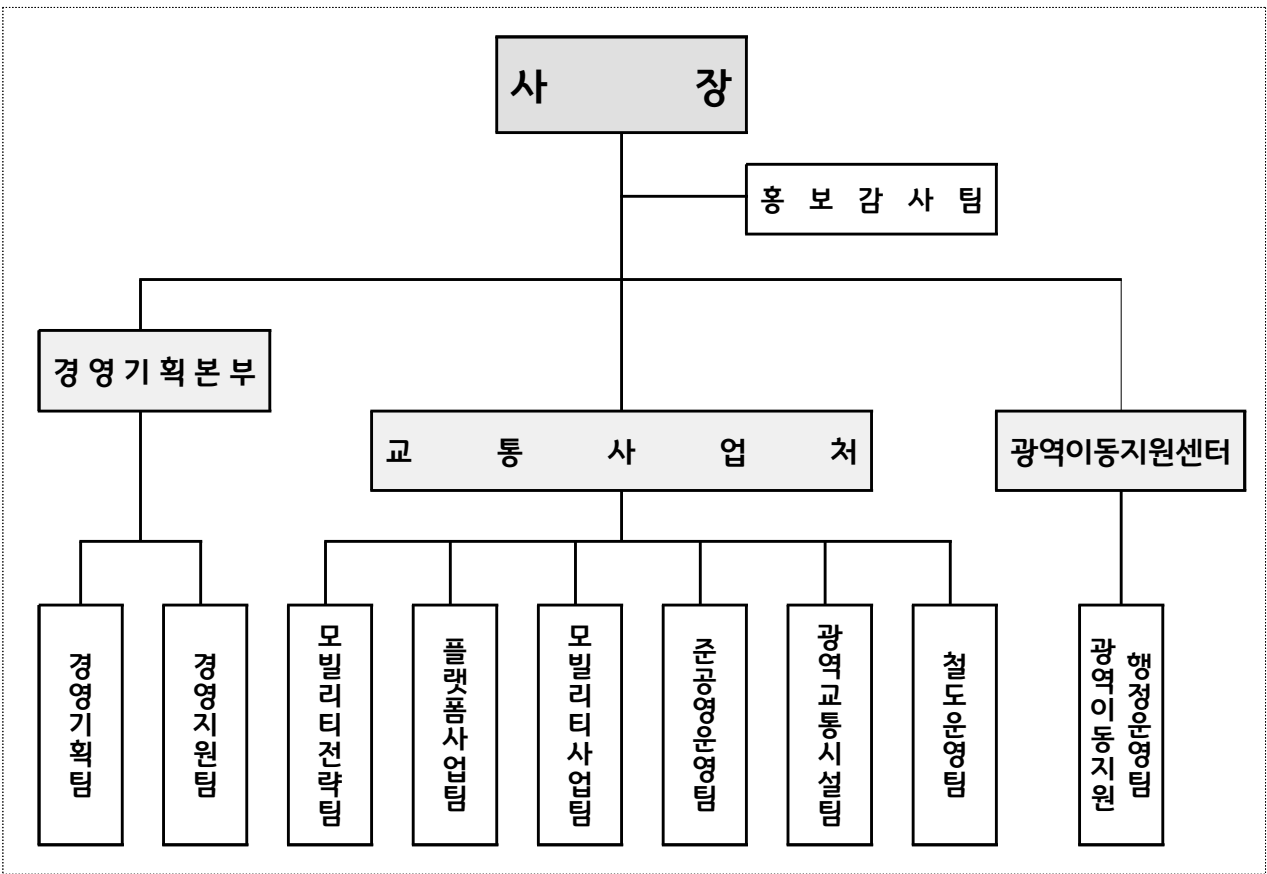 사 장
홍 보 감 사 팀
경영기획본부
교 통 사 업 처
광역이동지원센터
경영기획팀
경영지원팀
모빌리티전략팀
플랫폼사업팀
모빌리티사업팀
준공영운영팀
광역교통시설팀
철도운영팀
광역이동지원
행정운영팀